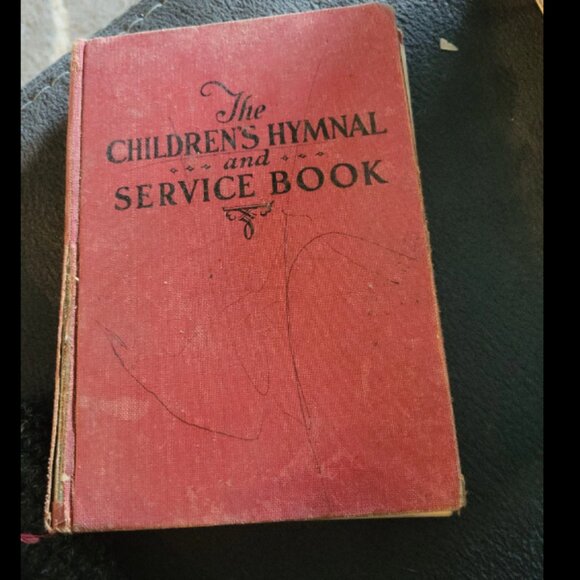 The
CHILDREN'S HYMNAL
and
SERVICE BOOK